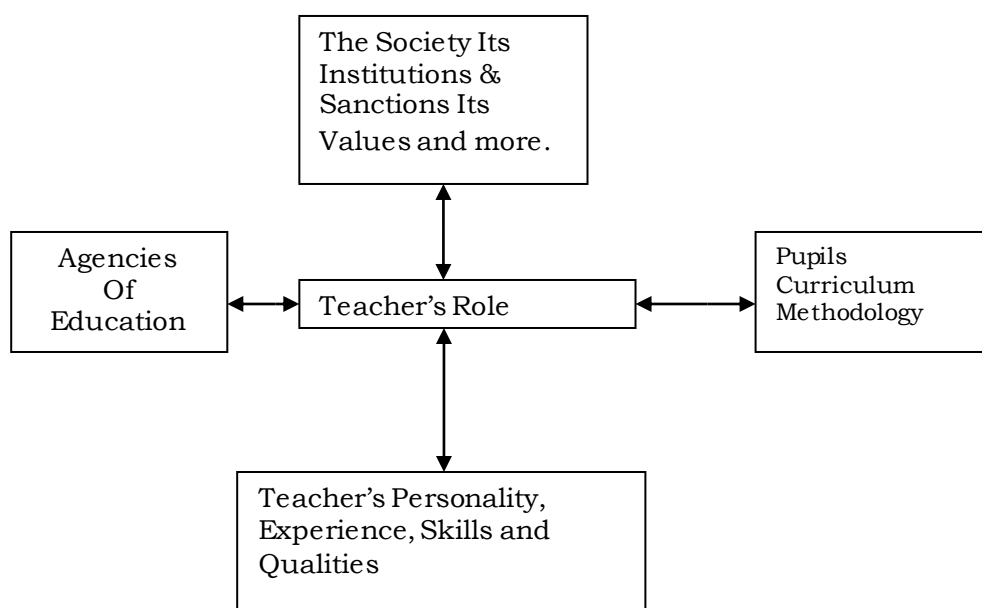 The Society Its
Institutions &
Sanctions Its
Values and more.
Agencies
Of
Education
Teacher’s Role
Pupils
Curriculum
Methodology
Teacher’s Personality,
Experience, Skills and
Qualities